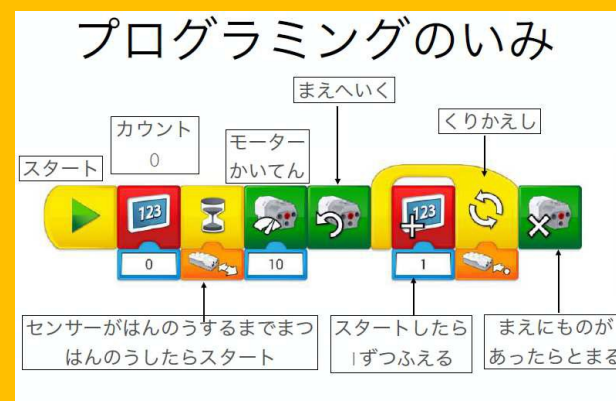 プログラミングのいみ
まえへいく
カウント
0
モーター
かいてん
くりかえし
スタート
123
123
0
10
1
センサーがはんのうするまでまつ
はんのうしたらスタート
スタートしたら
1ずつふえる
まえにものが
あったらとまる